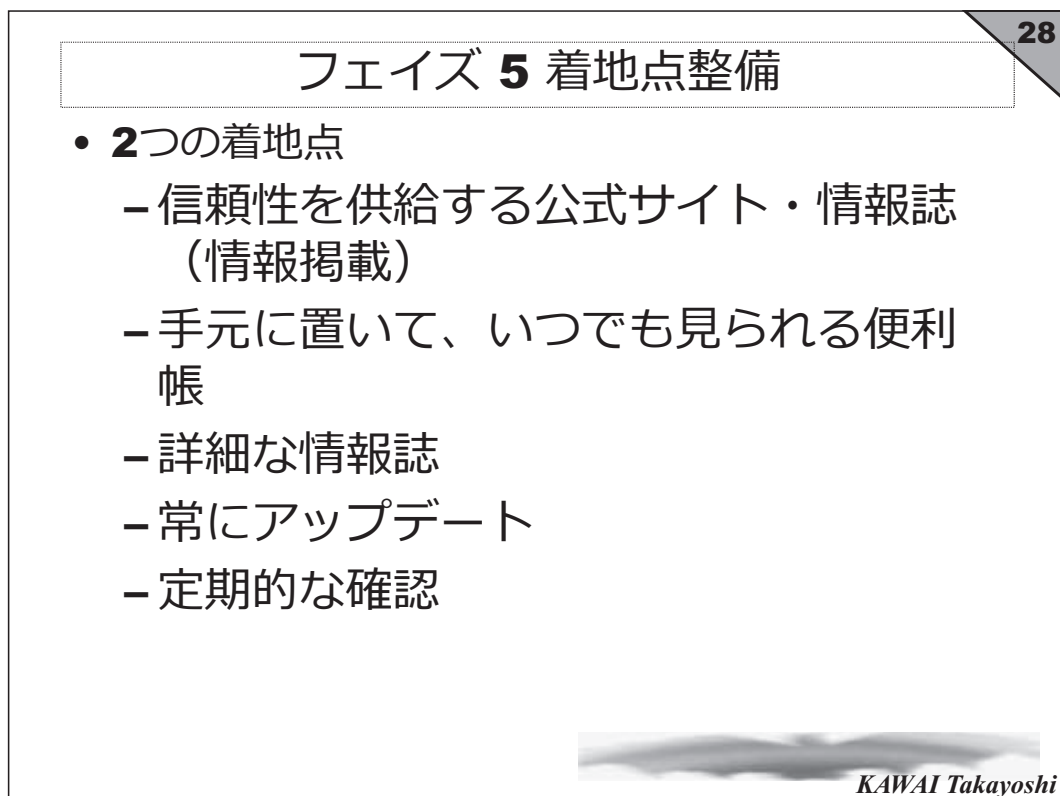 28
フェイズ 5 着地点整備
• 2つの着地点
– 信頼性を供給する公式サイト・情報誌
（情報掲載）
– 手元に置いて、いつでも見られる便利
帳
– 詳細な情報誌
– 常にアップデート
– 定期的な確認
KAWAI Takayoshi